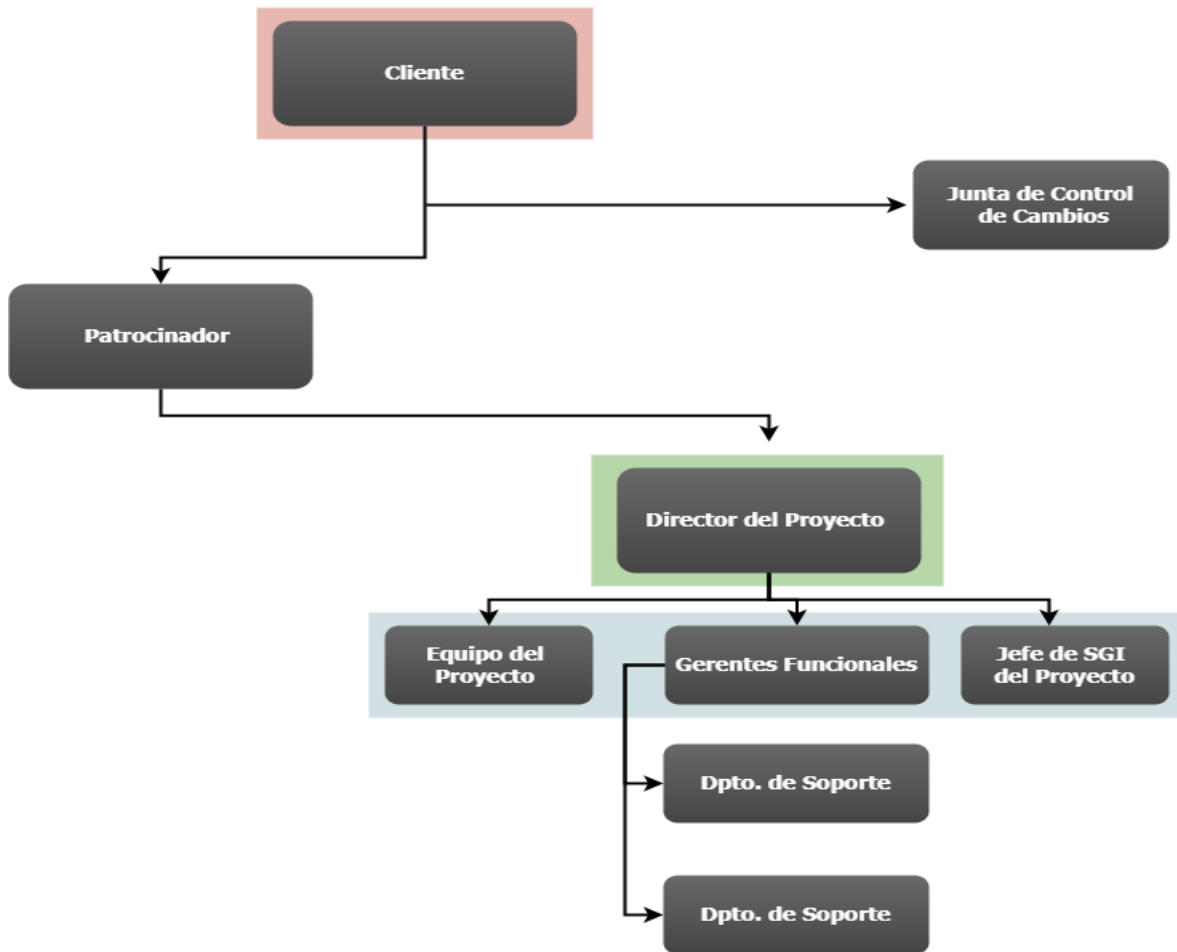 Cliente
Junta de Control
de Cambios
Patrocinador
Director del Proyecto
Equipo del
Proyecto
Gerentes Funcionales
Jefe de SGI
del Proyecto
Dpto. de Soporte
Dpto. de Soporte